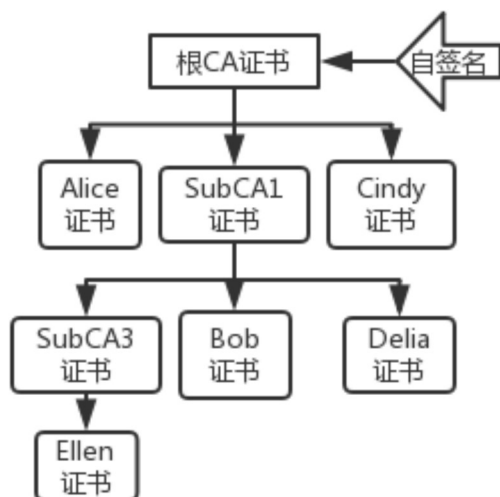 根CA证书
自签名
Alice
证书
SubCA1
证书
Cindy
证书
SubCA3
证书
Bob
证书
Delia
证书
Ellen
证书